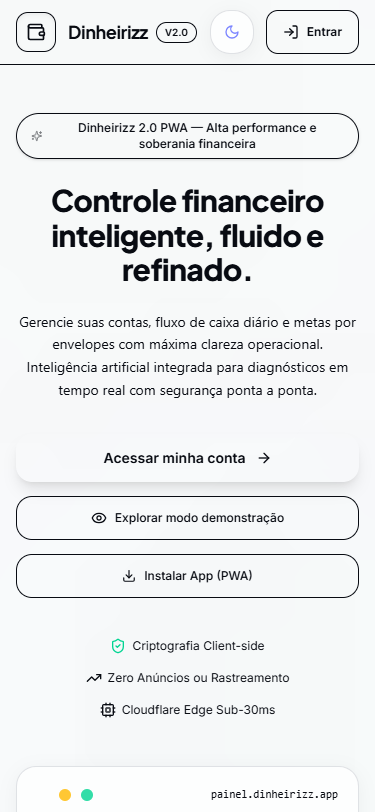 Dinheirizz V2.0 Entrar
Dinheirizz 2.0 PWA — Alta performance e
soberania financeira
Controle financeiro
inteligente, fluido e
refinado.
Gerencie suas contas, fluxo de caixa diário e metas por
envelopes com máxima clareza operacional.
Inteligência artificial integrada para diagnósticos em
tempo real com segurança ponta a ponta.
Acessar minha conta
Explorar modo demonstração
Instalar App (PWA)
Criptografia Client-side
Zero Anúncios ou Rastreamento
Cloudflare Edge Sub-30ms
painel.dinheirizz.app